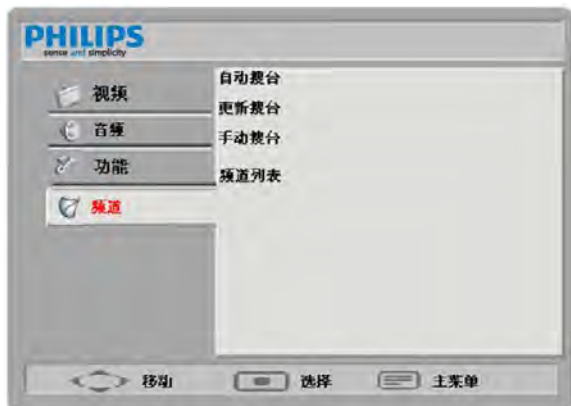 PHILIPS
sense and simplicity
视频
音频
功能
频道
自动搜台
更新搜台
手动搜台
频道列表
移动 选择 主菜单